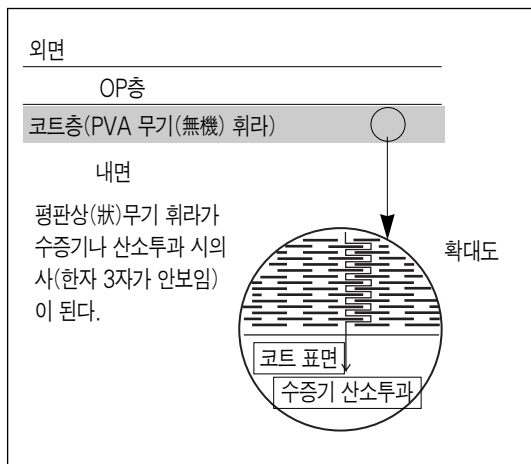 외면
OP층
코트층(PVA 무기(無機) 휘라)
내면
평판상(狀)무기 휘라가
수증기나 산소투과 시의
사(한자 3자가 안보임)
이 된다.
확대도
코트 표면
수증기 산소투과